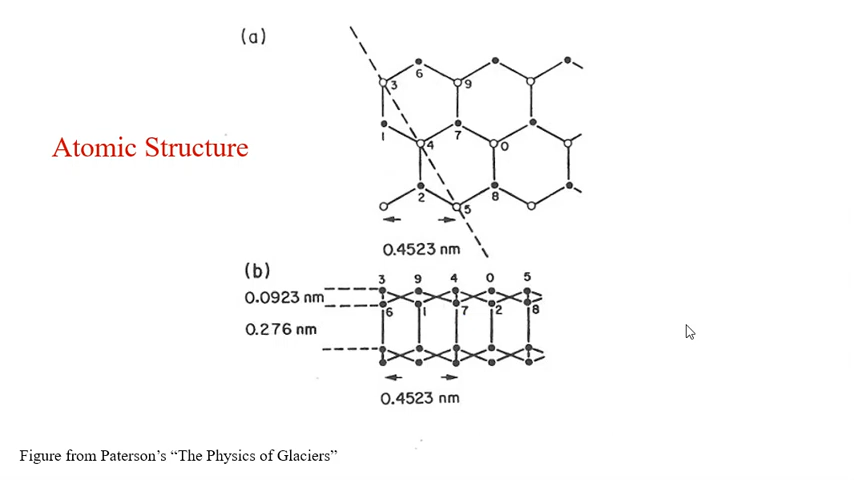 (a)
6
3
9
Atomic Structure
1
7
4
0
2
8
5
0.4523 nm
(b)
3 9 4 0 5
0.0923 nm
6 1 7 2 8
0.276 nm
0.4523 nm
Figure from Paterson’s “The Physics of Glaciers”